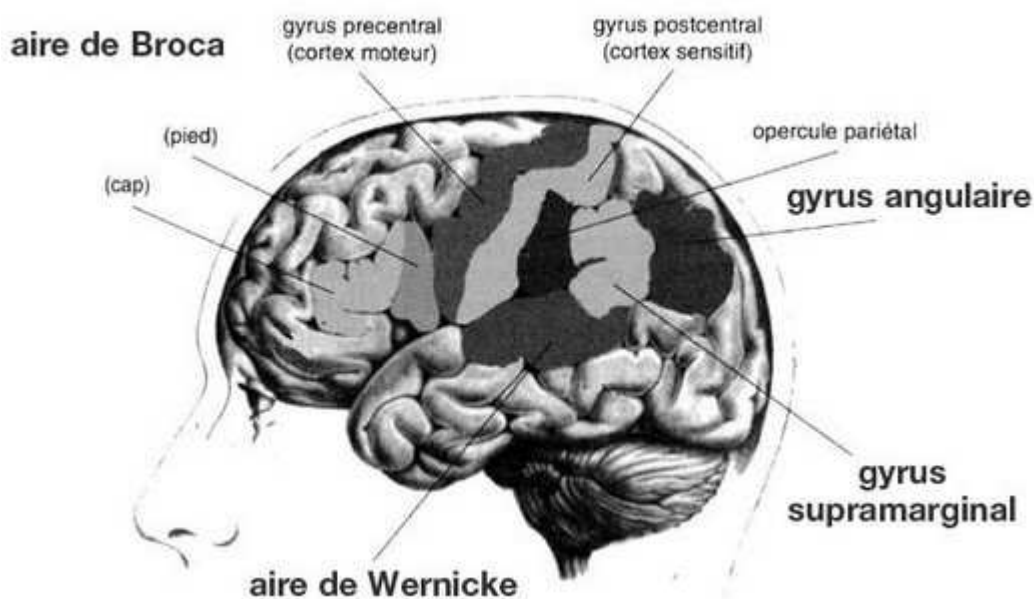 aire de Broca
gyrus precentral
(cortex moteur)
gyrus postcentral
(cortex sensitif)
(pied)
opercule pariétal
(cap)
gyrus angulaire
gyrus
supramarginal
aire de Wernicke